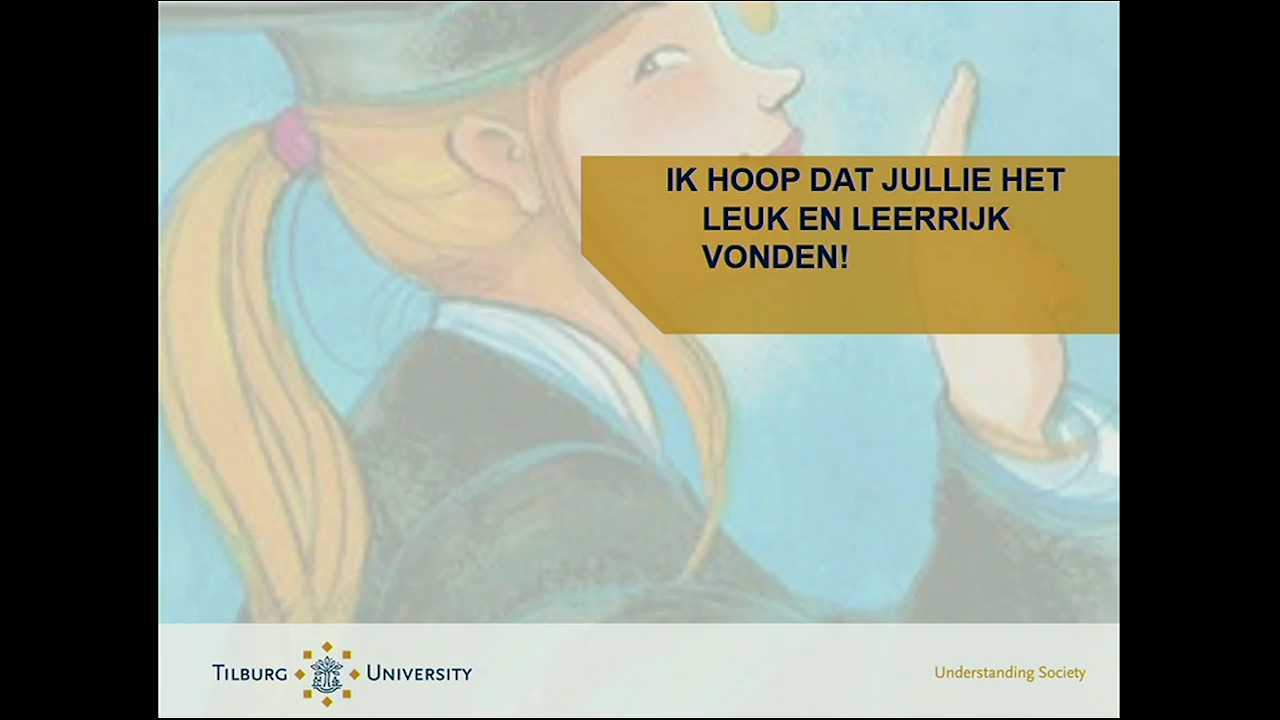 IK HOOP DAT JULLIE HET
LEUK EN LEERRIJK
VONDEN!
TILBURG UNIVERSITY
Understanding Society